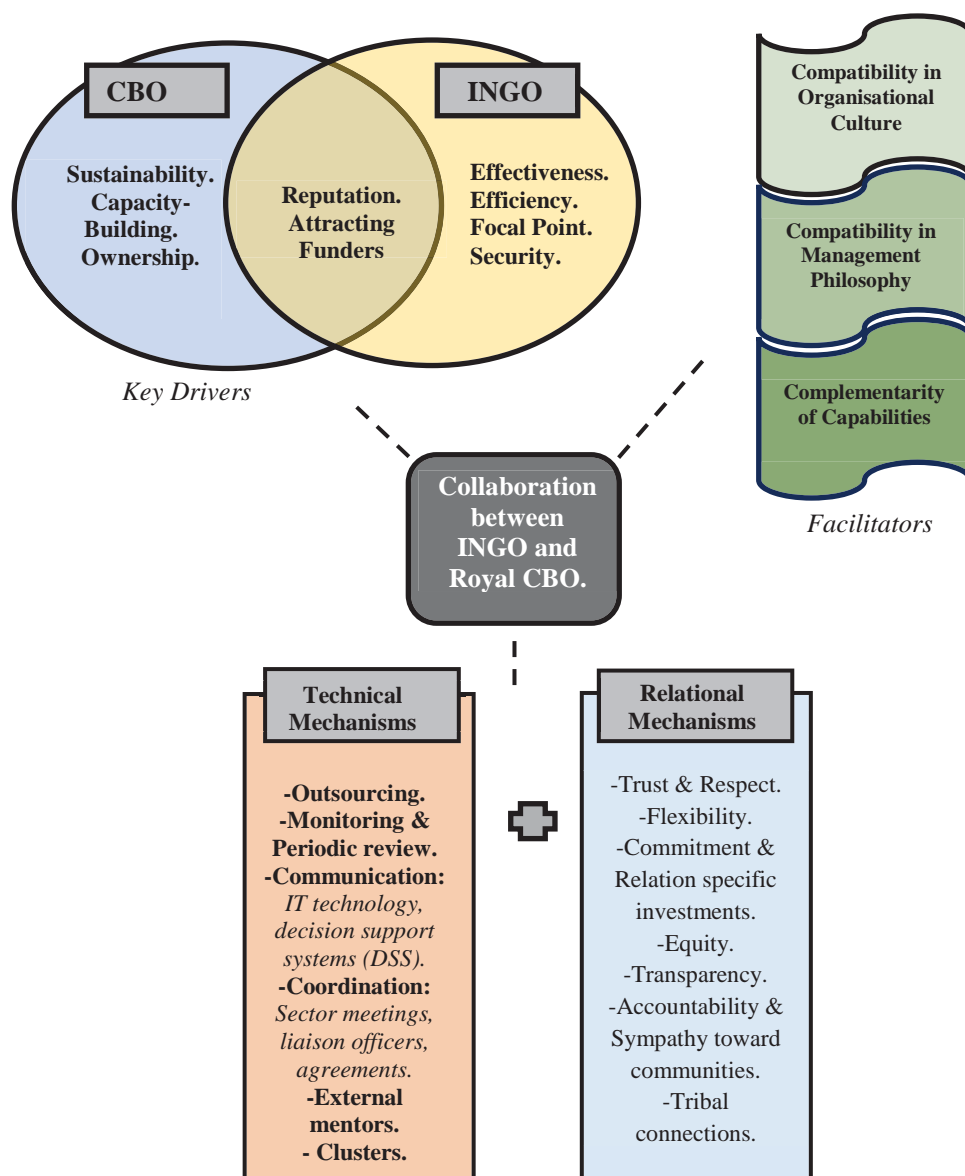 CBO
Sustainability.
Capacity-
Building.
Ownership.
Reputation.
Attracting
Funders
INGO
Effectiveness.
Efficiency.
Focal Point.
Security.
Key Drivers
Compatibility in
Organisational
Culture
Compatibility in
Management
Philosophy
Complementarity
of Capabilities
Facilitators
Collaboration
between
INGO and
Royal CBO.
Technical
Mechanisms
-Outsourcing.
-Monitoring &
Periodic review.
-Communication:
IT technology,
decision support
systems (DSS).
-Coordination:
Sector meetings,
liaison officers,
agreements.
-External
mentors.
- Clusters.
Relational
Mechanisms
-Trust & Respect.
-Flexibility.
-Commitment &
Relation specific
investments.
-Equity.
-Transparency.
-Accountability &
Sympathy toward
communities.
-Tribal
connections.